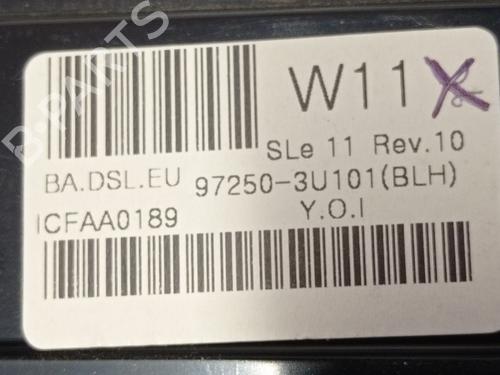 W11
SLe 11 Rev.10
BA.DSL.EU
97250-3U101(BLH)
ICFAA0189
Y.O.I
B-PARTS